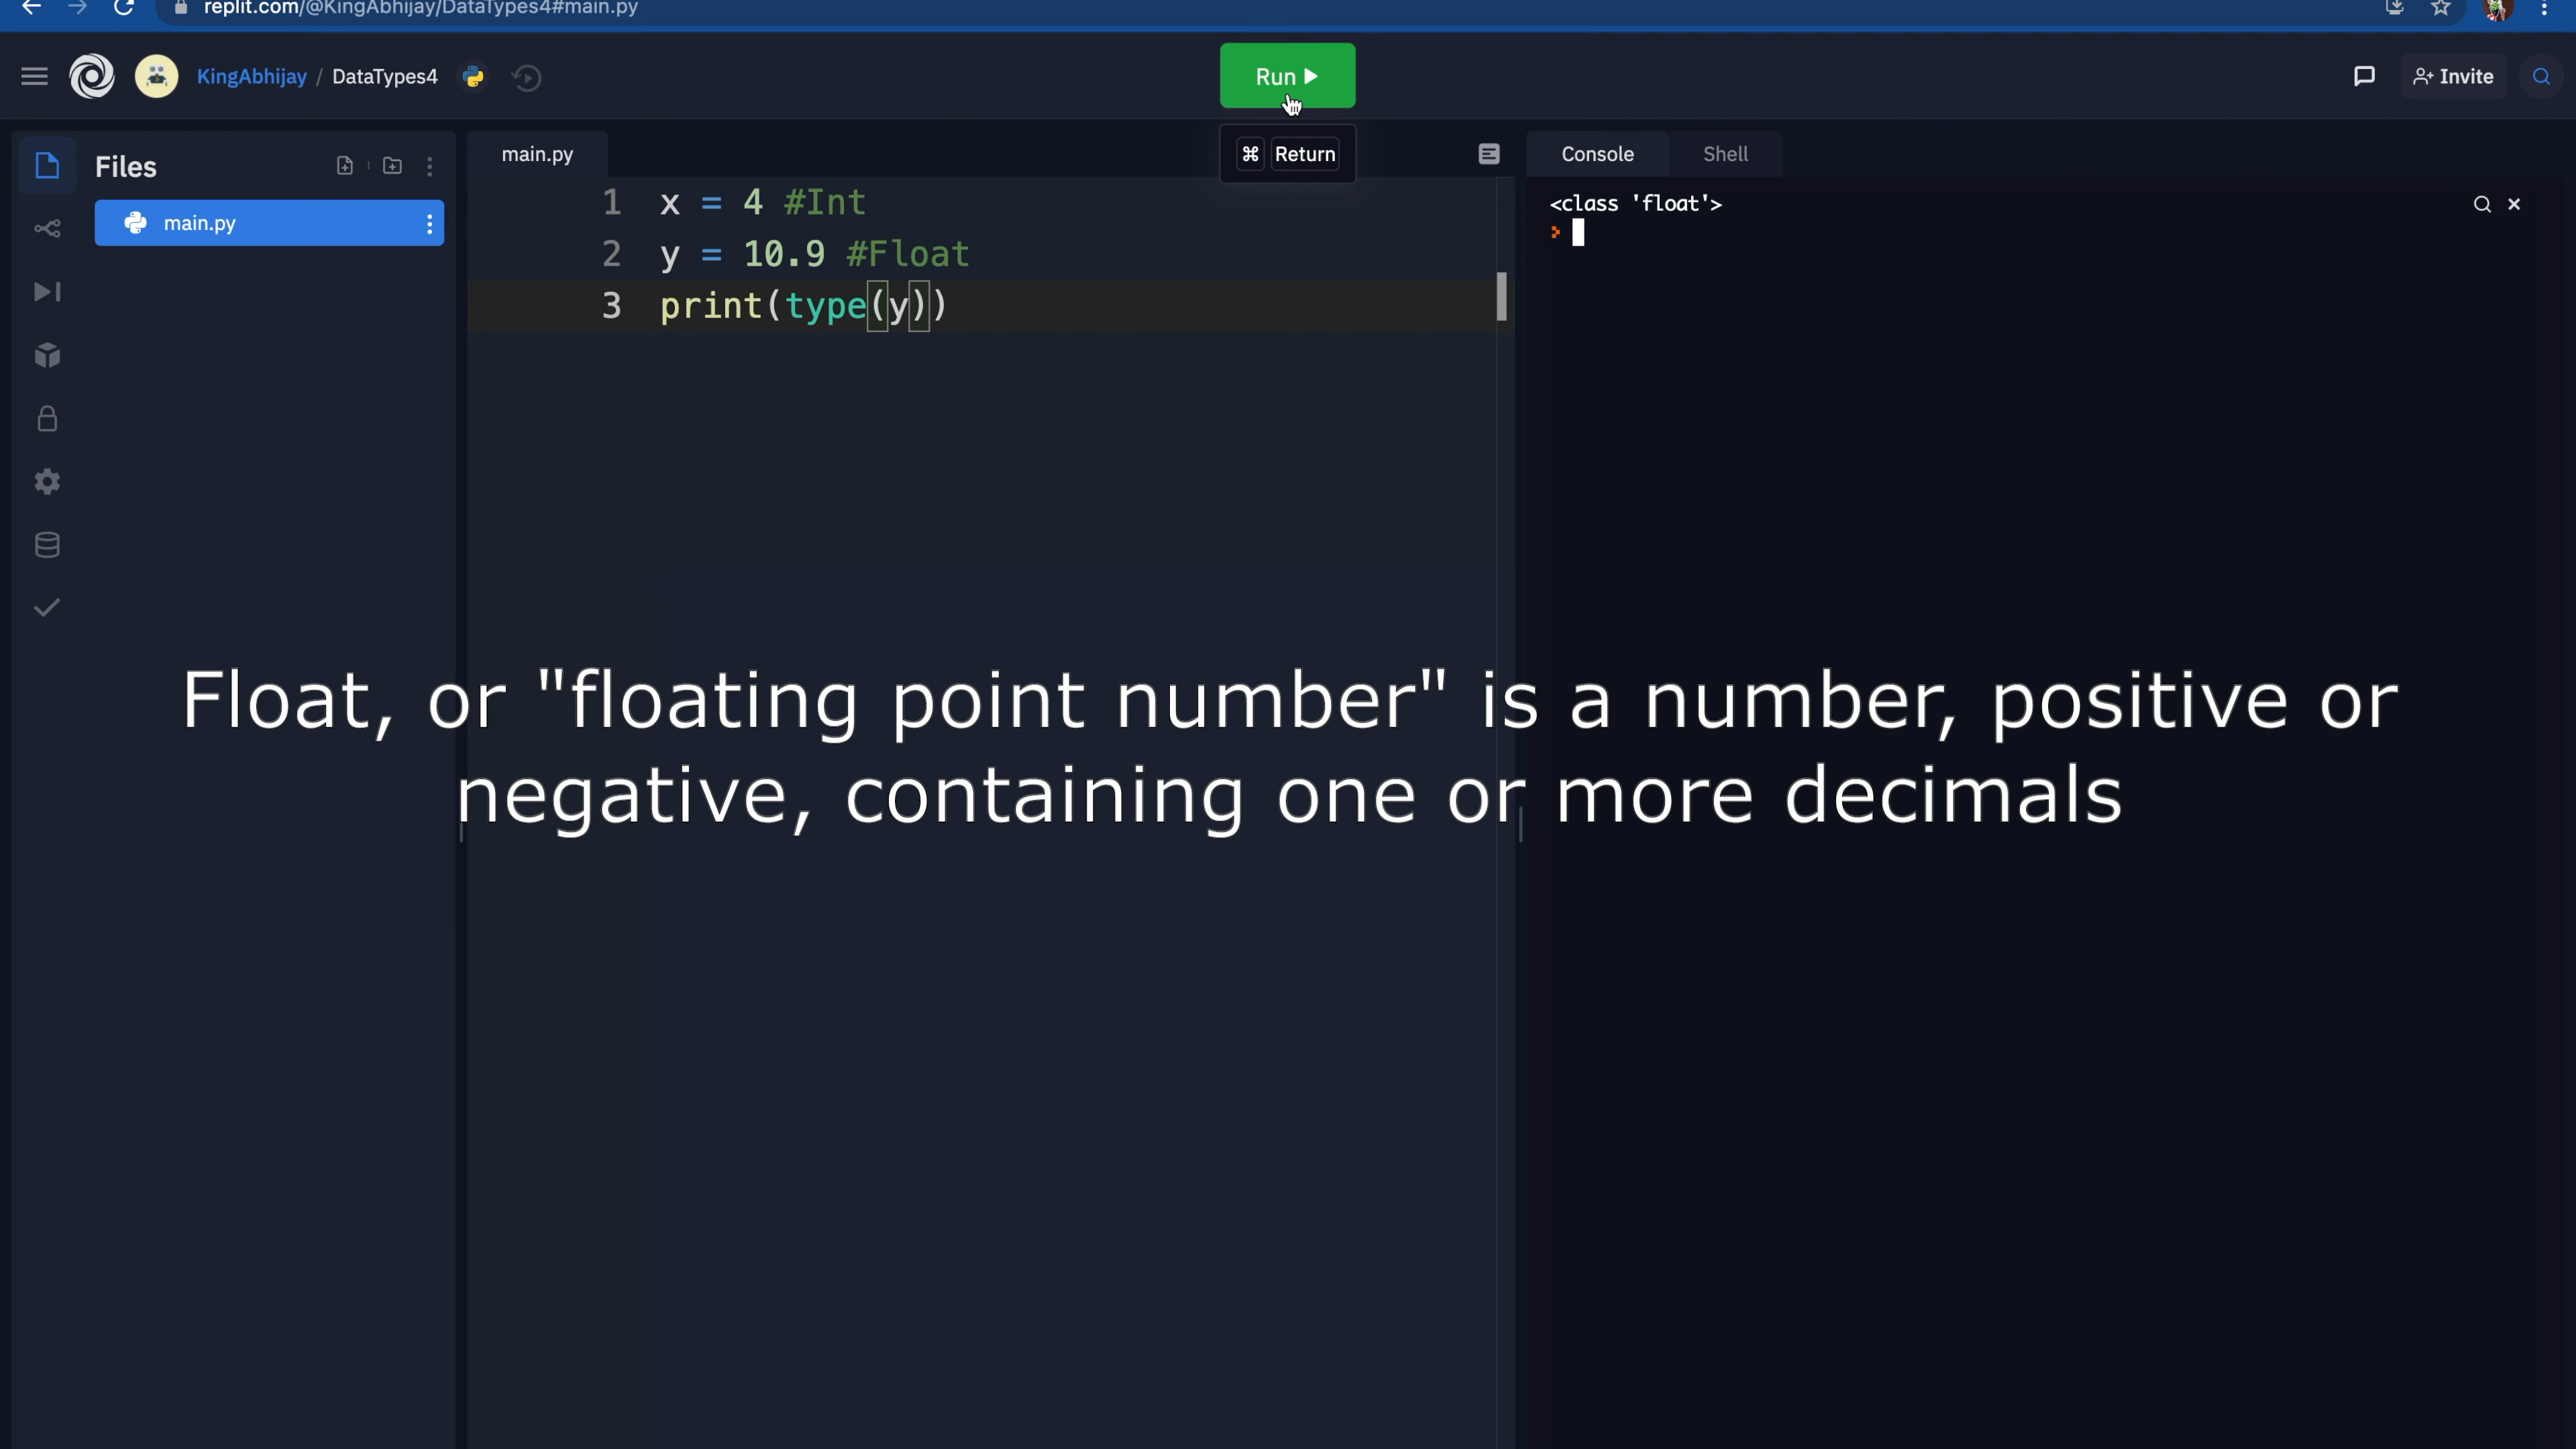 replit.com/@KingAbhijay/DataTypes4#main.py
KingAbhijay / DataTypes4
Run
Invite
⌘ Return
Files
main.py
main.py
1 x = 4 #Int
2 y = 10.9 #Float
3 print(type(y))
Console
Shell
<class 'float'>
Float, or "floating point number" is a number, positive or
negative, containing one or more decimals